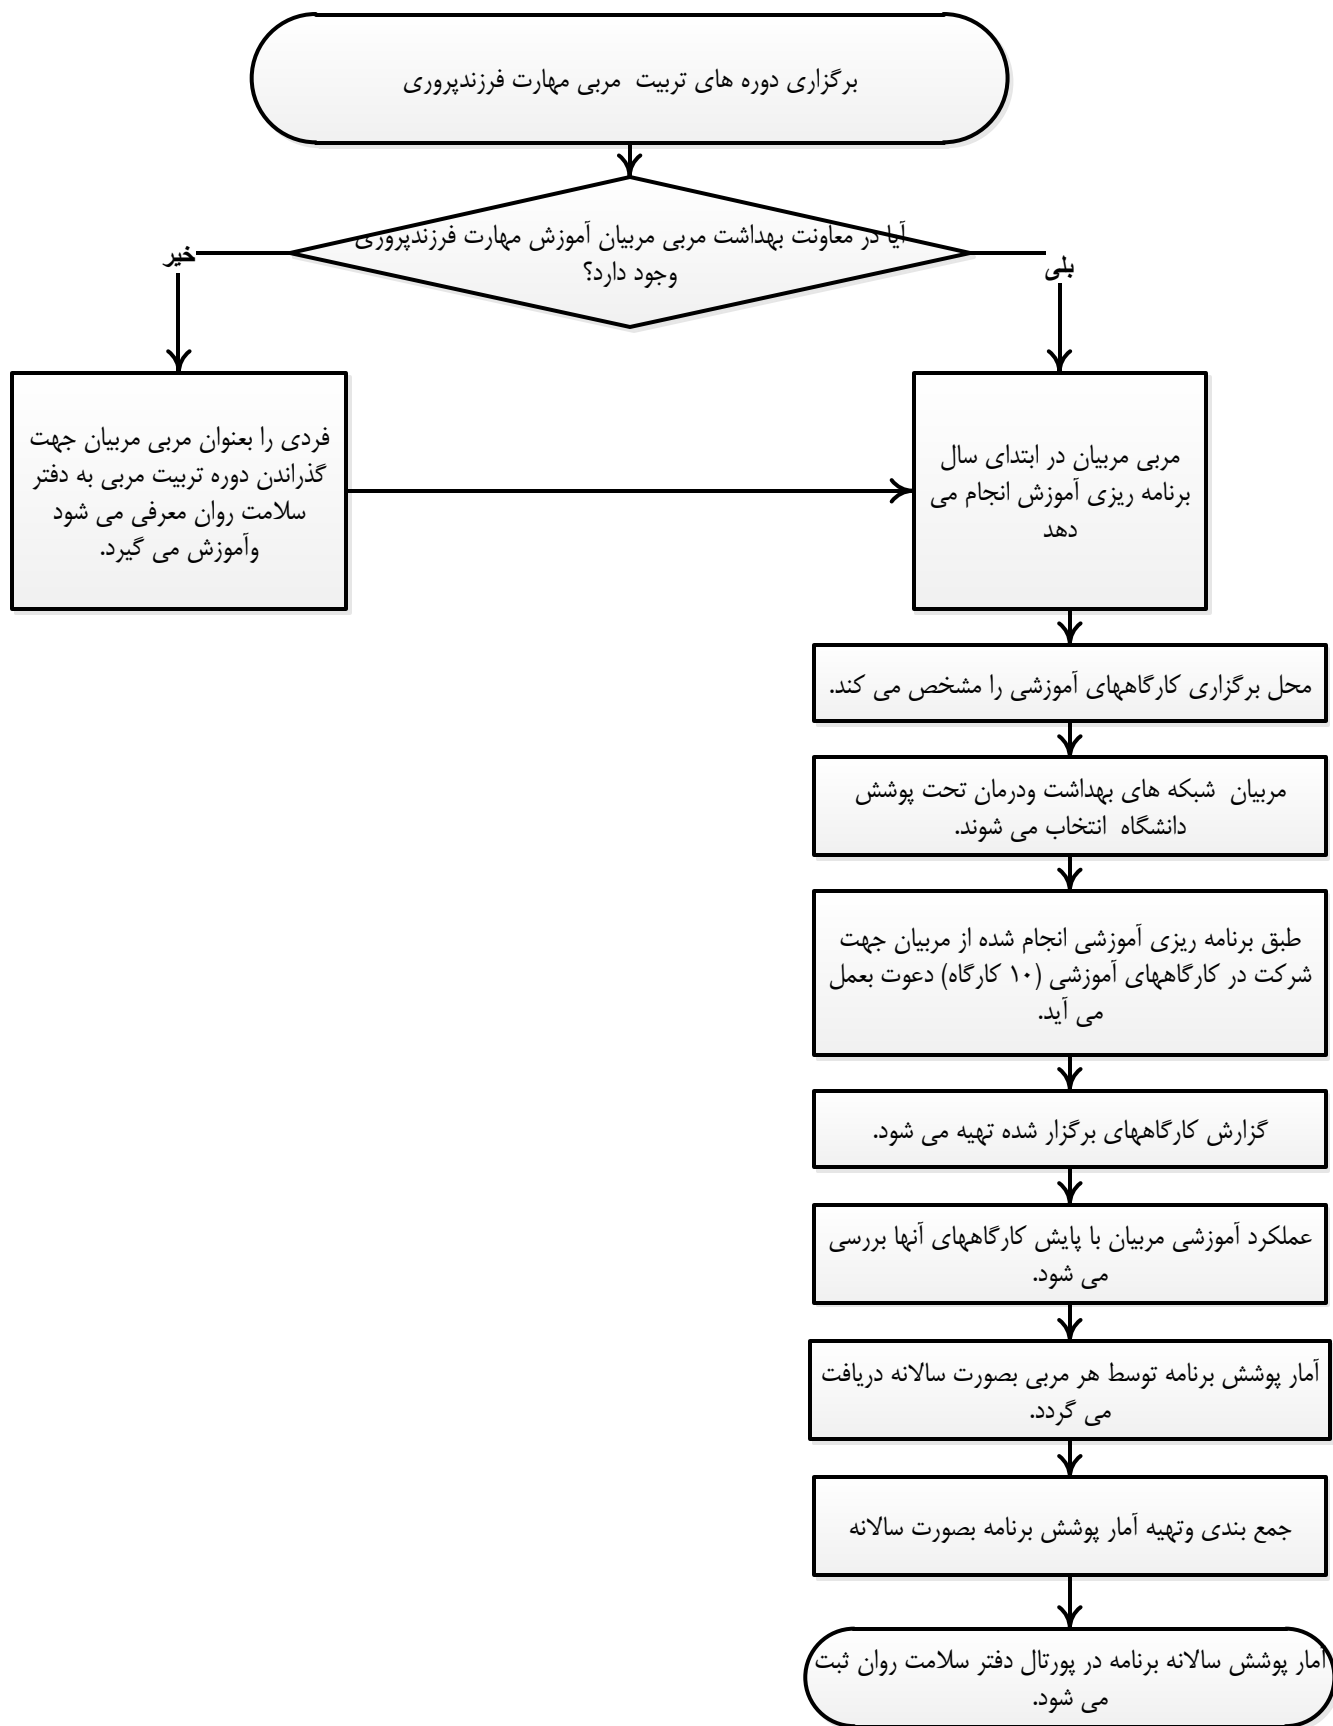 برگزاری دوره های تربیت  مربی مهارت فرزندپروری
آیا در معاونت بهداشت مربی مربیان آموزش مهارت فرزندپروری
وجود دارد؟
بلی
خیر
مربی مربیان در ابتدای سال
برنامه ریزی آموزش انجام می
دهد
فردی را بعنوان مربی مربیان جهت
گذراندن دوره تربیت مربی به دفتر
سلامت روان معرفی می شود
وآموزش می گیرد.
محل برگزاری کارگاههای آموزشی را مشخص می کند.
مربیان  شبکه های بهداشت ودرمان تحت پوشش
دانشگاه  انتخاب می شوند.
طبق برنامه ریزی آموزشی انجام شده از مربیان جهت
شرکت در کارگاههای آموزشی (۱۰ کارگاه) دعوت بعمل
می آید.
گزارش کارگاههای برگزار شده تهیه می شود.
عملکرد آموزشی مربیان با پایش کارگاههای آنها بررسی
می شود.
آمار پوشش برنامه توسط هر مربی بصورت سالانه دریافت
می گردد.
جمع بندی وتهیه آمار پوشش برنامه بصورت سالانه
آمار پوشش سالانه برنامه در پورتال دفتر سلامت روان ثبت
می شود.